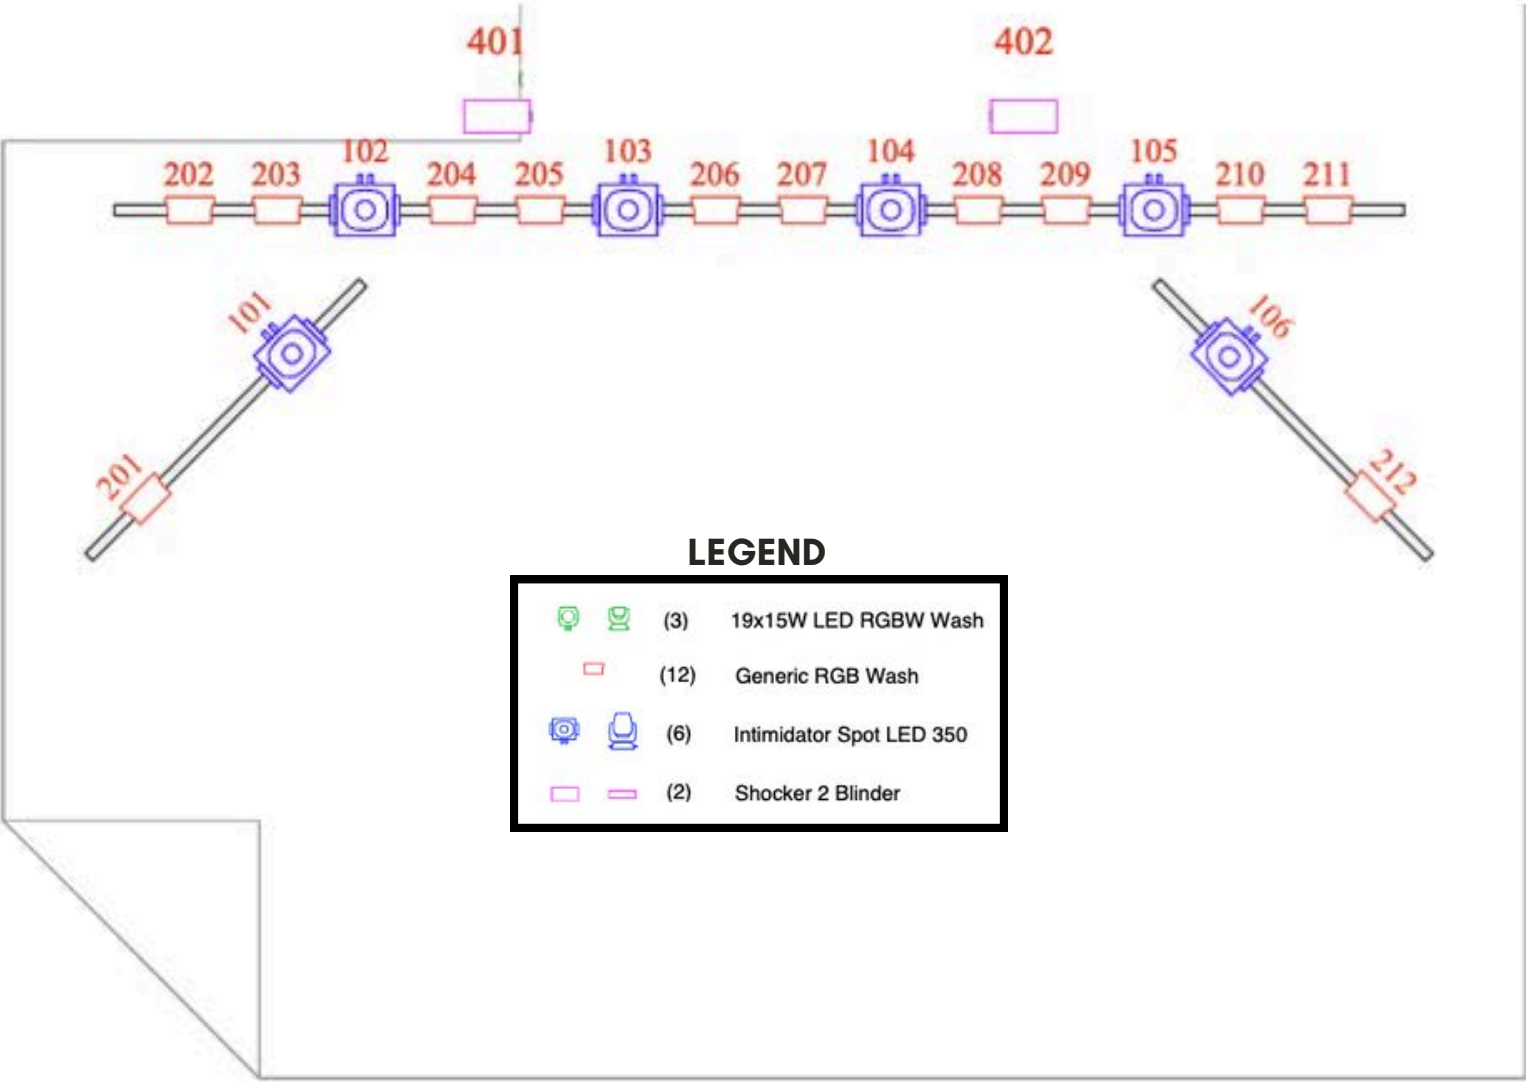 401 402
102 103 104 105
202 203 204 205 206 207 208 209 210 211
101 106
201 212
LEGEND
(3) 19x15W LED RGBW Wash
(12) Generic RGB Wash
(6) Intimidator Spot LED 350
(2) Shocker 2 Blinder